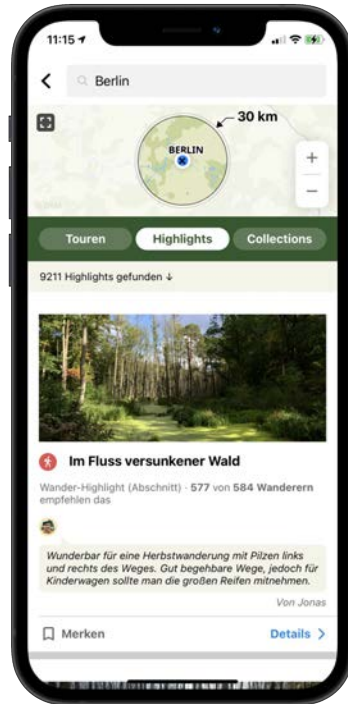 11:15
Berlin
30 km
BERLIN
+
−
Touren Highlights Collections
9211 Highlights gefunden ↓
Im Fluss versunkener Wald
Wander-Highlight (Abschnitt) · 577 von 584 Wanderern
empfehlen das
Wunderbar für eine Herbstwanderung mit Pilzen links
und rechts des Weges. Gut begehbare Wege, jedoch für
Kinderwagen sollte man die großen Reifen mitnehmen.
Von Jonas
Merken Details >